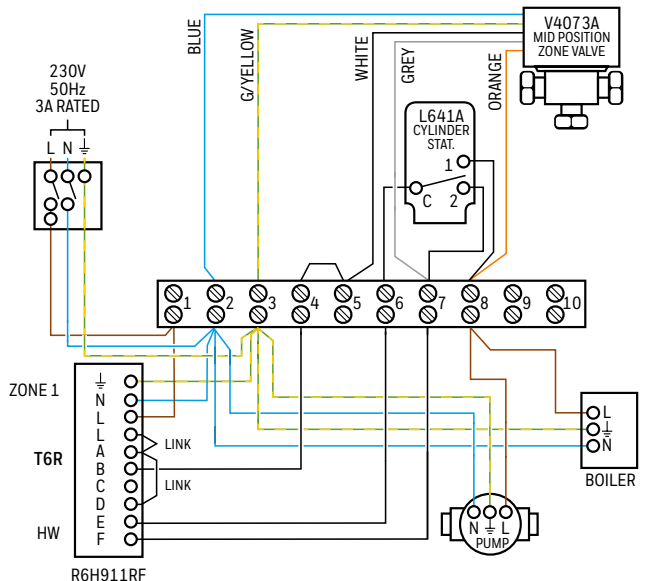 V4073A
MID POSITION
ZONE VALVE
BLUE
G/YELLOW
WHITE
GREY
ORANGE
230V
50Hz
3A RATED
L N
L641A
CYLINDER
STAT.
1
C 2
1 2 3 4 5 6 7 8 9 10
ZONE 1
T6R
HW
N
L
L
A
B
C
D
E
F
LINK
LINK
R6H911RF
N L
PUMP
L
N
BOILER